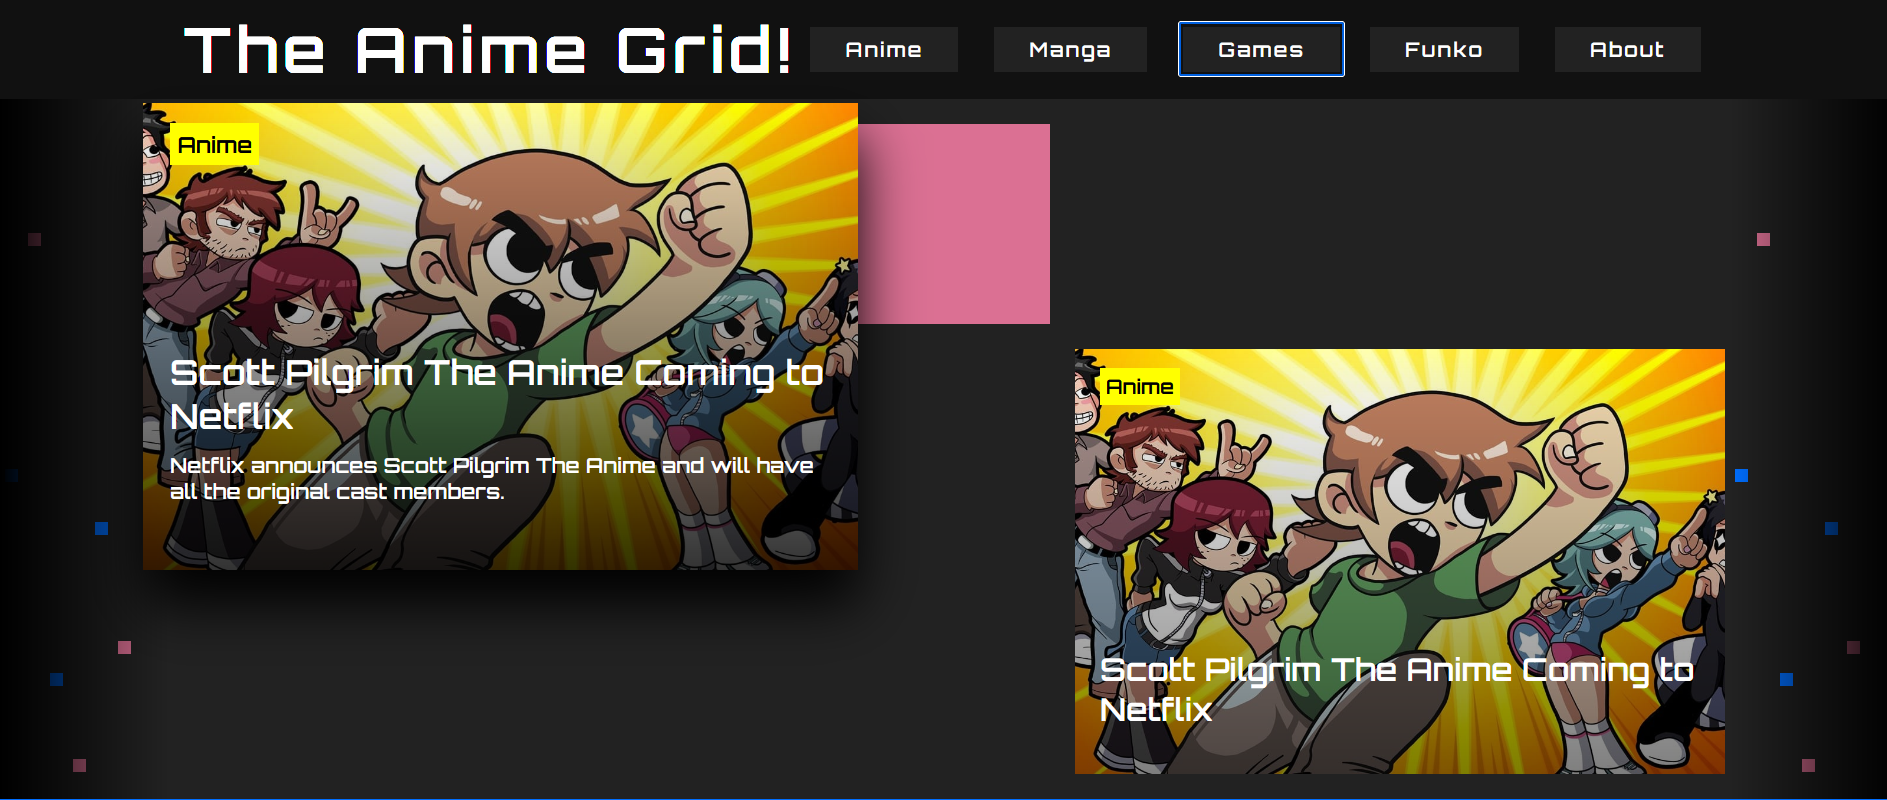 The Anime Grid!
Anime
Manga
Games
Funko
About
Anime
Scott Pilgrim The Anime Coming to
Netflix
Netflix announces Scott Pilgrim The Anime and will have
all the original cast members.
Anime
Scott Pilgrim The Anime Coming to
Netflix